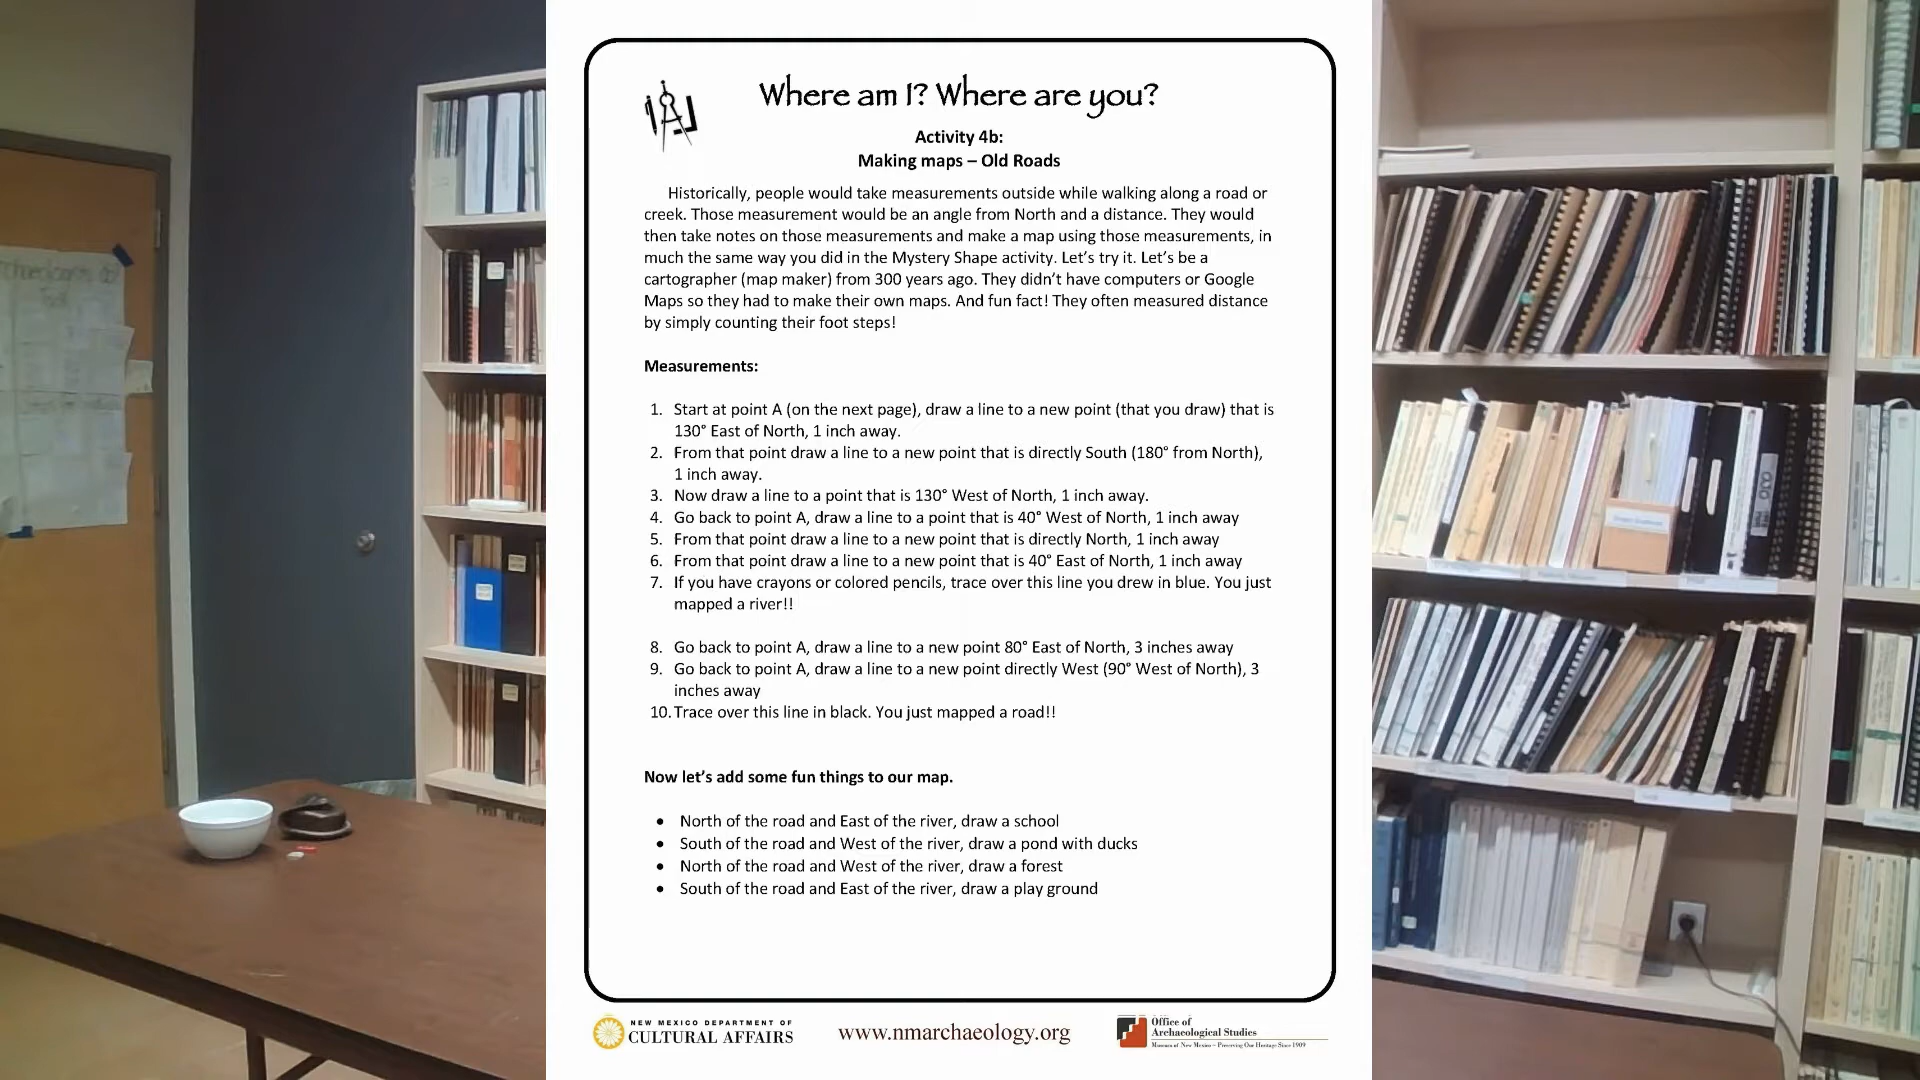 Where am I? Where are you?
Activity 4b:
Making maps – Old Roads
Historically, people would take measurements outside while walking along a road or
creek. Those measurement would be an angle from North and a distance. They would
then take notes on those measurements and make a map using those measurements, in
much the same way you did in the Mystery Shape activity. Let's try it. Let's be a
cartographer (map maker) from 300 years ago. They didn't have computers or Google
Maps so they had to make their own maps. And fun fact! They often measured distance
by simply counting their foot steps!
Measurements:
1. Start at point A (on the next page), draw a line to a new point (that you draw) that is
130° East of North, 1 inch away.
2. From that point draw a line to a new point that is directly South (180° from North),
1 inch away.
3. Now draw a line to a point that is 130° West of North, 1 inch away.
4. Go back to point A, draw a line to a point that is 40° West of North, 1 inch away
5. From that point draw a line to a new point that is directly North, 1 inch away
6. From that point draw a line to a new point that is 40° East of North, 1 inch away
7. If you have crayons or colored pencils, trace over this line you drew in blue. You just
mapped a river!!
8. Go back to point A, draw a line to a new point 80° East of North, 3 inches away
9. Go back to point A, draw a line to a new point directly West (90° West of North), 3
inches away
10. Trace over this line in black. You just mapped a road!!
Now let's add some fun things to our map.
• North of the road and East of the river, draw a school
• South of the road and West of the river, draw a pond with ducks
• North of the road and West of the river, draw a forest
• South of the road and East of the river, draw a play ground
NEW MEXICO DEPARTMENT OF
CULTURAL AFFAIRS
www.nmarchaeology.org
Office of
Archaeological Studies
Museum of New Mexico – Preserving Our Heritage Since 1909